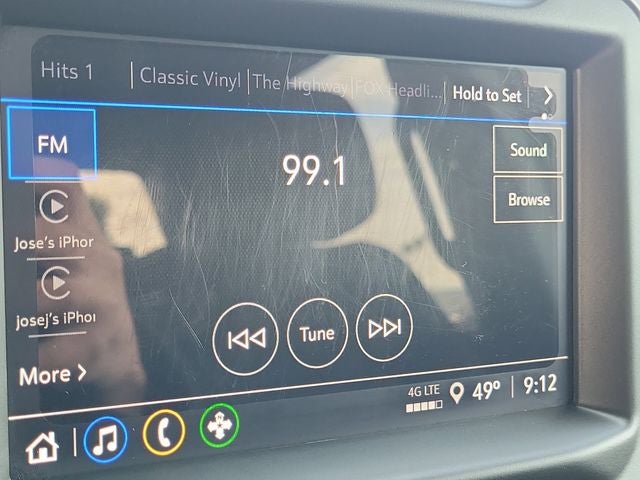 Hits 1 Classic Vinyl The Highway FOX Headli... Hold to Set
FM
99.1
Sound
Jose's iPhor
Browse
josej's iPhoi
Tune
More
4G LTE 49° 9:12